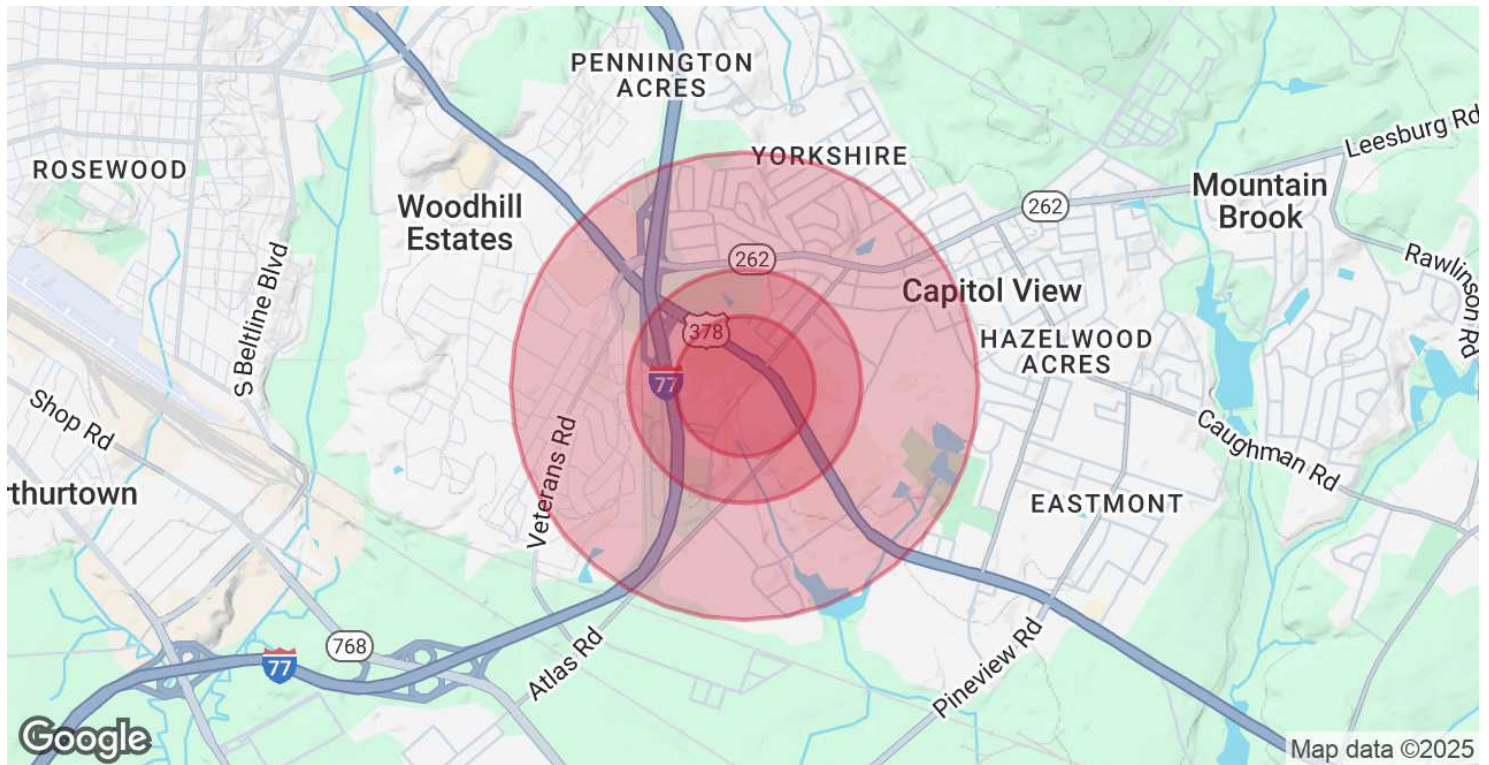 PENNINGTON
ACRES
YORKSHIRE
Leesburg Rd
ROSEWOOD
Woodhill
Estates
262
Mountain
Brook
262
Rawlinson Rd
S Beltline Blvd
Capitol View
378
HAZELWOOD
ACRES
77
Shop Rd
Veterans Rd
Caughman Rd
rthurtown
EASTMONT
768
77
Atlas Rd
Pineview Rd
Google
Map data ©2025